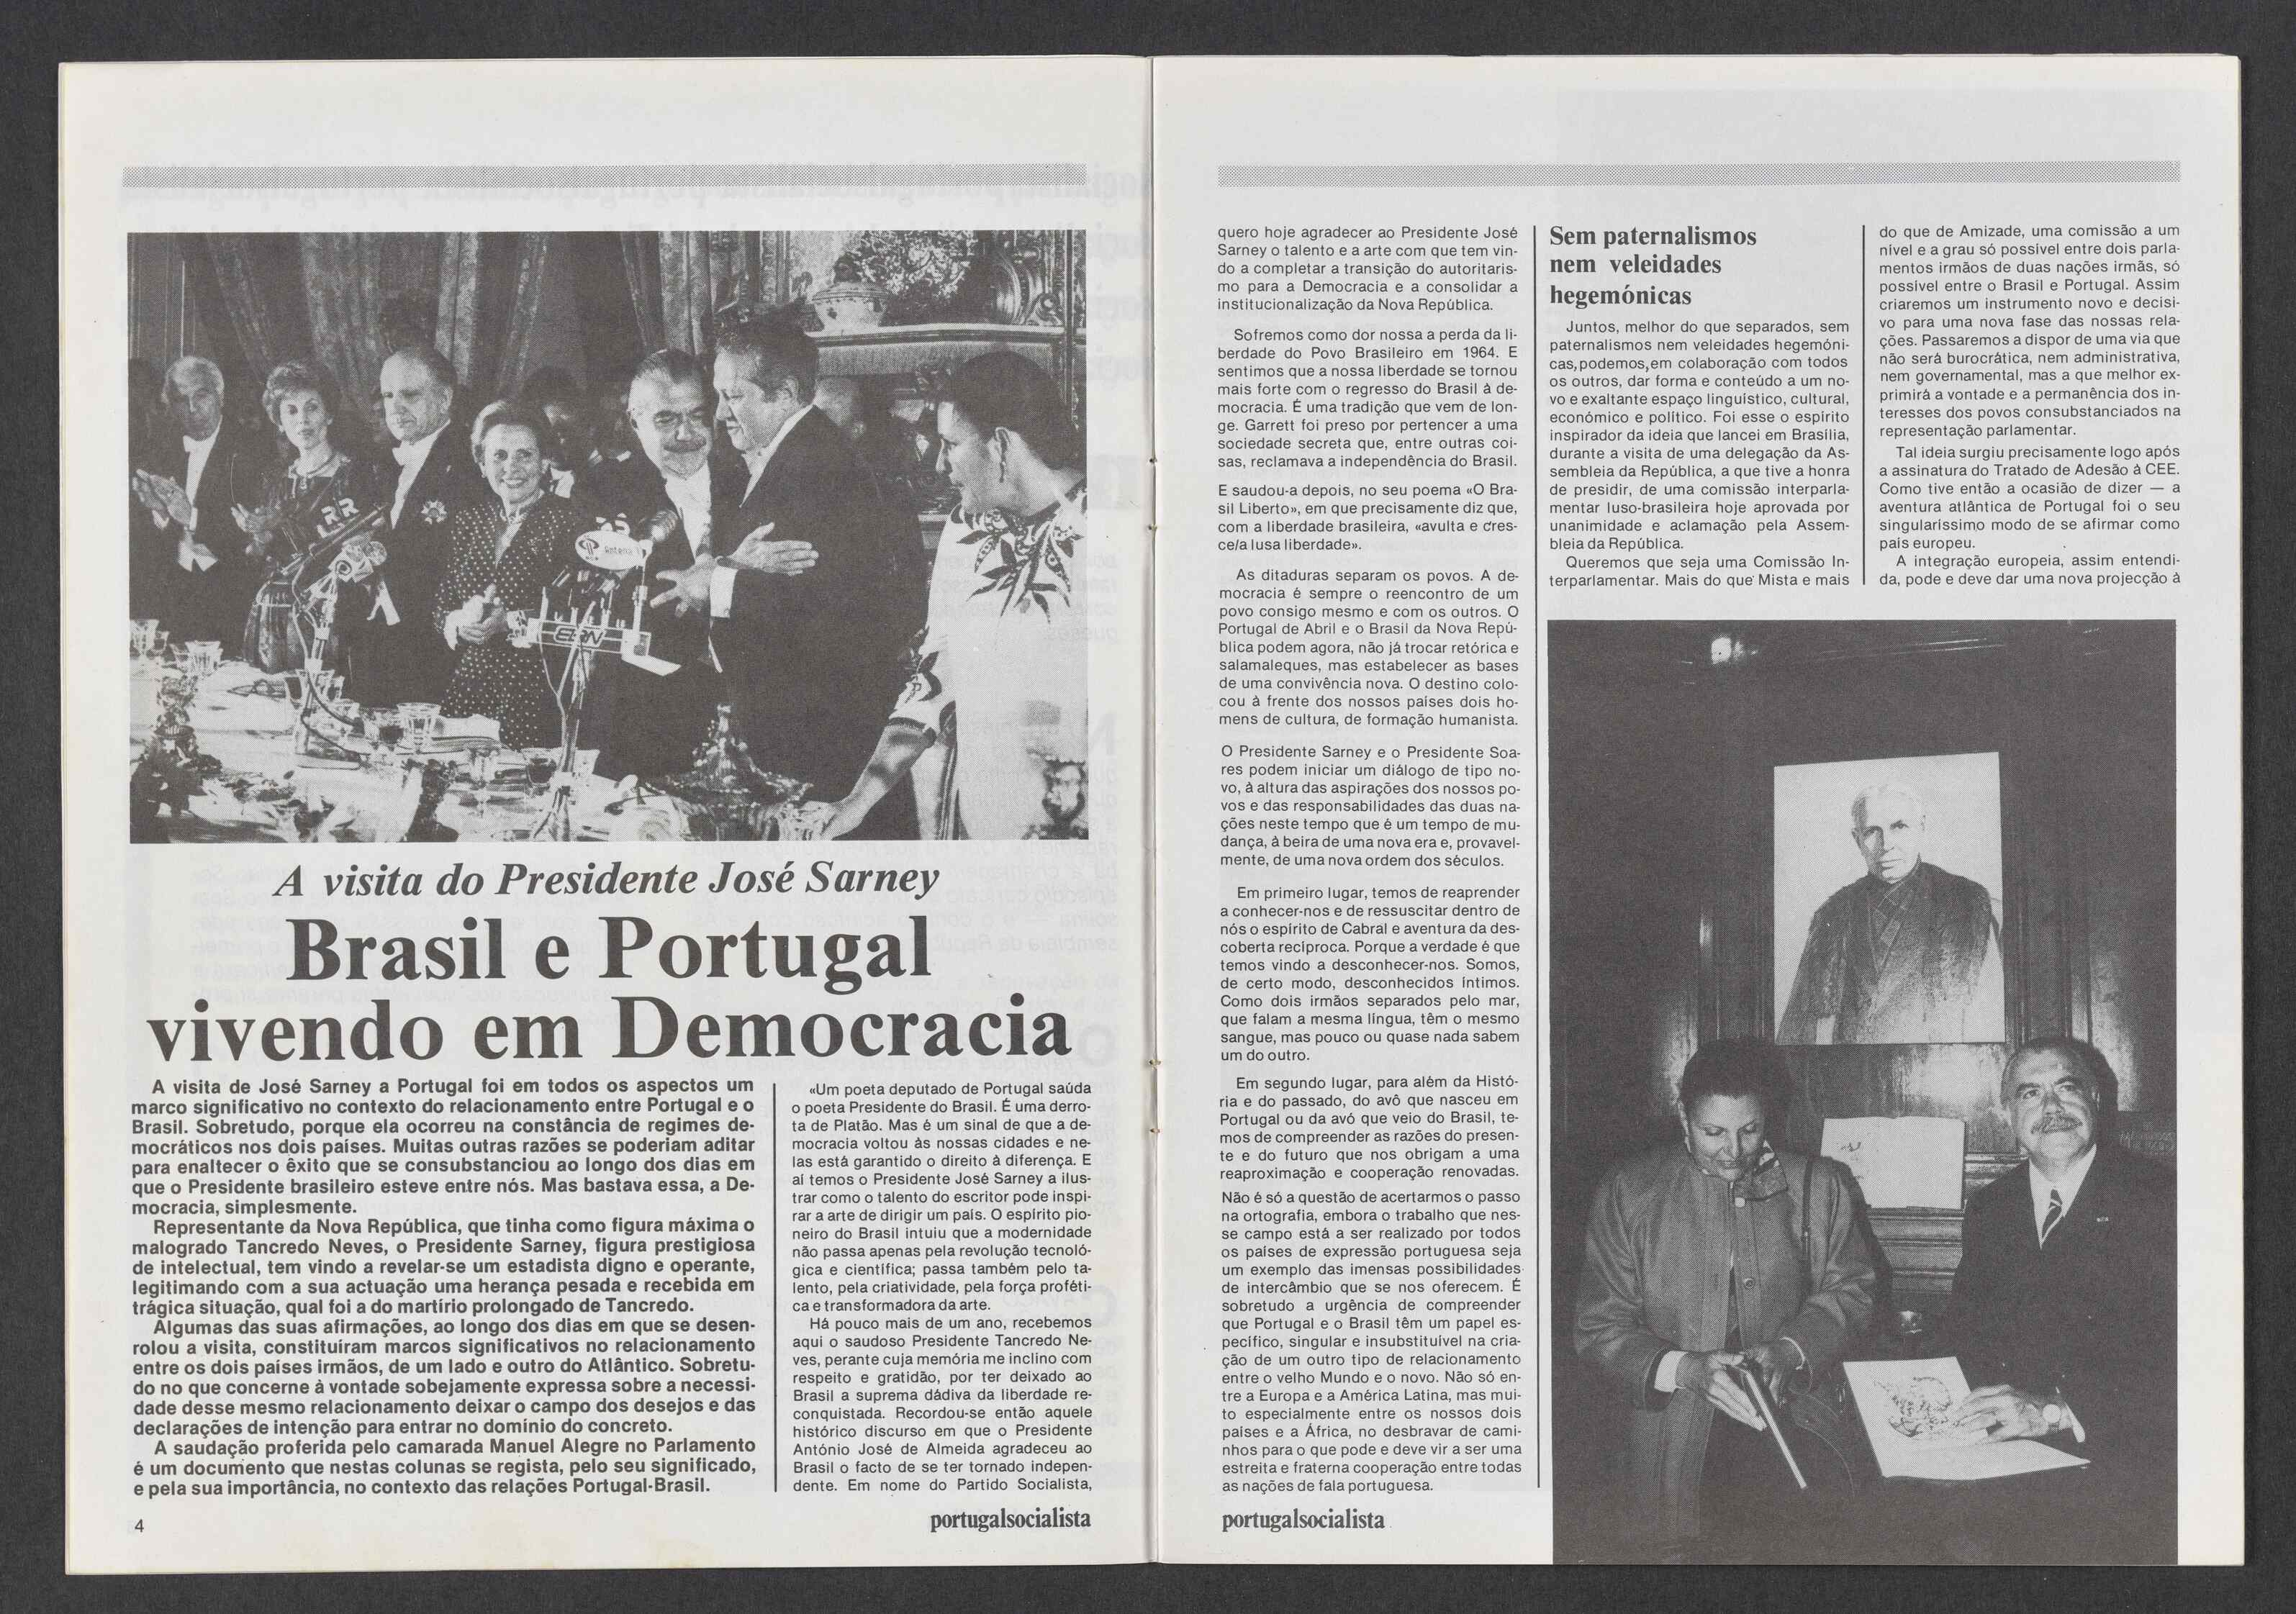 RR
Antena 1
EDN
A visita do Presidente José Sarney
Brasil e Portugal
vivendo em Democracia
A visita de José Sarney a Portugal foi em todos os aspectos um
marco significativo no contexto do relacionamento entre Portugal e o
Brasil. Sobretudo, porque ela ocorreu na constância de regimes de-
mocráticos nos dois países. Muitas outras razões se poderiam aditar
para enaltecer o êxito que se consubstanciou ao longo dos dias em
que o Presidente brasileiro esteve entre nós. Mas bastava essa, a De-
mocracia, simplesmente.
Representante da Nova República, que tinha como figura máxima o
malogrado Tancredo Neves, o Presidente Sarney, figura prestigiosa
de intelectual, tem vindo a revelar-se um estadista digno e operante,
legitimando com a sua actuação uma herança pesada e recebida em
trágica situação, qual foi a do martírio prolongado de Tancredo.
Algumas das suas afirmações, ao longo dos dias em que se desen-
rolou a visita, constituíram marcos significativos no relacionamento
entre os dois países irmãos, de um lado e outro do Atlântico. Sobretu-
do no que concerne à vontade sobejamente expressa sobre a necessi-
dade desse mesmo relacionamento deixar o campo dos desejos e das
declarações de intenção para entrar no domínio do concreto.
A saudação proferida pelo camarada Manuel Alegre no Parlamento
é um documento que nestas colunas se regista, pelo seu significado,
e pela sua importância, no contexto das relações Portugal-Brasil.
«Um poeta deputado de Portugal saúda
o poeta Presidente do Brasil. É uma derro-
ta de Platão. Mas é um sinal de que a de-
mocracia voltou às nossas cidades e ne-
las está garantido o direito à diferença. E
aí temos o Presidente José Sarney a ilus-
trar como o talento do escritor pode inspi-
rar a arte de dirigir um país. O espírito pio-
neiro do Brasil intuiu que a modernidade
não passa apenas pela revolução tecnoló-
gica e científica; passa também pelo ta-
lento, pela criatividade, pela força proféti-
ca e transformadora da arte.
Há pouco mais de um ano, recebemos
aqui o saudoso Presidente Tancredo Ne-
ves, perante cuja memória me inclino com
respeito e gratidão, por ter deixado ao
Brasil a suprema dádiva da liberdade re-
conquistada. Recordou-se então aquele
histórico discurso em que o Presidente
António José de Almeida agradeceu ao
Brasil o facto de se ter tornado indepen-
dente. Em nome do Partido Socialista,
4
portugalsocialista
quero hoje agradecer ao Presidente José
Sarney o talento e a arte com que tem vin-
do a completar a transição do autoritaris-
mo para a Democracia e a consolidar a
institucionalização da Nova República.
Sofremos como dor nossa a perda da li-
berdade do Povo Brasileiro em 1964. E
sentimos que a nossa liberdade se tornou
mais forte com o regresso do Brasil à de-
mocracia. É uma tradição que vem de lon-
ge. Garrett foi preso por pertencer a uma
sociedade secreta que, entre outras coi-
sas, reclamava a independência do Brasil.
E saudou-a depois, no seu poema «O Bra-
sil Liberto», em que precisamente diz que,
com a liberdade brasileira, «avulta e cres-
ce/a lusa liberdade».
As ditaduras separam os povos. A de-
mocracia é sempre o reencontro de um
povo consigo mesmo e com os outros. O
Portugal de Abril e o Brasil da Nova Repú-
blica podem agora, não já trocar retórica e
salamaleques, mas estabelecer as bases
de uma convivência nova. O destino colo-
cou à frente dos nossos países dois ho-
mens de cultura, de formação humanista.
O Presidente Sarney e o Presidente Soa-
res podem iniciar um diálogo de tipo no-
vo, à altura das aspirações dos nossos po-
vos e das responsabilidades das duas na-
ções neste tempo que é um tempo de mu-
dança, à beira de uma nova era e, provavel-
mente, de uma nova ordem dos séculos.
Em primeiro lugar, temos de reaprender
a conhecer-nos e de ressuscitar dentro de
nós o espírito de Cabral e aventura da des-
coberta recíproca. Porque a verdade é que
temos vindo a desconhecer-nos. Somos,
de certo modo, desconhecidos íntimos.
Como dois irmãos separados pelo mar,
que falam a mesma língua, têm o mesmo
sangue, mas pouco ou quase nada sabem
um do outro.
Em segundo lugar, para além da Histó-
ria e do passado, do avô que nasceu em
Portugal ou da avó que veio do Brasil, te-
mos de compreender as razões do presen-
te e do futuro que nos obrigam a uma
reaproximação e cooperação renovadas.
Não é só a questão de acertarmos o passo
na ortografia, embora o trabalho que nes-
se campo está a ser realizado por todos
os países de expressão portuguesa seja
um exemplo das imensas possibilidades
de intercâmbio que se nos oferecem. É
sobretudo a urgência de compreender
que Portugal e o Brasil têm um papel es-
pecífico, singular e insubstituível na cria-
ção de um outro tipo de relacionamento
entre o velho Mundo e o novo. Não só en-
tre a Europa e a América Latina, mas mui-
to especialmente entre os nossos dois
países e a África, no desbravar de cami-
nhos para o que pode e deve vir a ser uma
estreita e fraterna cooperação entre todas
as nações de fala portuguesa.
Sem paternalismos
nem veleidades
hegemónicas
Juntos, melhor do que separados, sem
paternalismos nem veleidades hegemóni-
cas,podemos,em colaboração com todos
os outros, dar forma e conteúdo a um no-
vo e exaltante espaço linguístico, cultural,
económico e político. Foi esse o espírito
inspirador da ideia que lancei em Brasília,
durante a visita de uma delegação da As-
sembleia da República, a que tive a honra
de presidir, de uma comissão interparla-
mentar luso-brasileira hoje aprovada por
unanimidade e aclamação pela Assem-
bleia da República.
Queremos que seja uma Comissão In-
terparlamentar. Mais do que Mista e mais
do que de Amizade, uma comissão a um
nível e a grau só possível entre dois parla-
mentos irmãos de duas nações irmãs, só
possível entre o Brasil e Portugal. Assim
criaremos um instrumento novo e decisi-
vo para uma nova fase das nossas rela-
ções. Passaremos a dispor de uma via que
não será burocrática, nem administrativa,
nem governamental, mas a que melhor ex-
primirá a vontade e a permanência dos in-
teresses dos povos consubstanciados na
representação parlamentar.
Tal ideia surgiu precisamente logo após
a assinatura do Tratado de Adesão à CEE.
Como tive então a ocasião de dizer — a
aventura atlântica de Portugal foi o seu
singularíssimo modo de se afirmar como
país europeu.
A integração europeia, assim entendi-
da, pode e deve dar uma nova projecção à
portugalsocialista